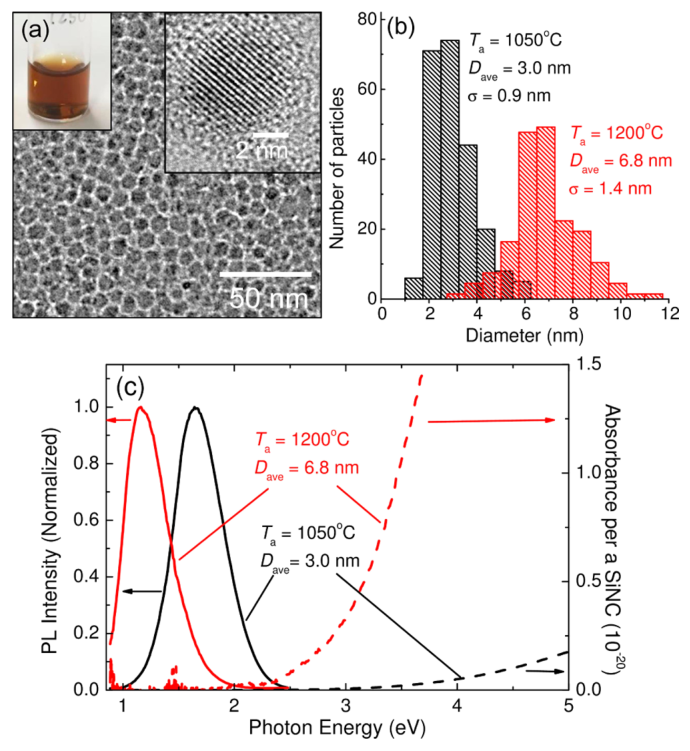 (a)
1250
2 nm
50 nm
(b)
Tₐ = 1050°C
Dₐᵥₑ = 3.0 nm
σ = 0.9 nm
Tₐ = 1200°C
Dₐᵥₑ = 6.8 nm
σ = 1.4 nm
Number of particles
80
60
40
20
0
0 2 4 6 8 10 12
Diameter (nm)
(c)
PL Intensity (Normalized)
1.0
0.8
0.6
0.4
0.2
0.0
Tₐ = 1200°C
Dₐᵥₑ = 6.8 nm
Tₐ = 1050°C
Dₐᵥₑ = 3.0 nm
1.5
1.0
0.5
0.0
Absorbance per a SiNC (10⁻²⁰)
1 2 3 4 5
Photon Energy (eV)